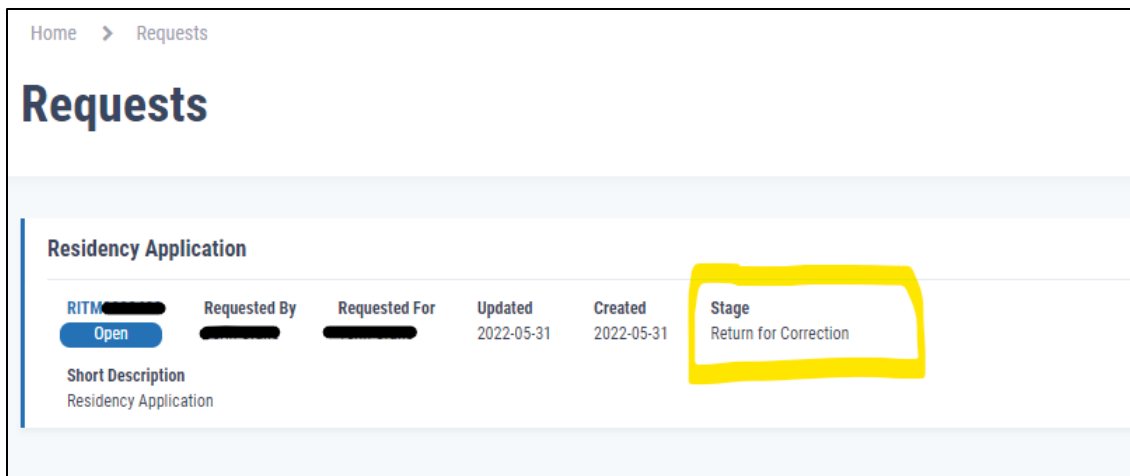 Home > Requests
Requests
Residency Application
RITM Requested By Requested For Updated Created Stage
Open 2022-05-31 2022-05-31 Return for Correction
Short Description
Residency Application